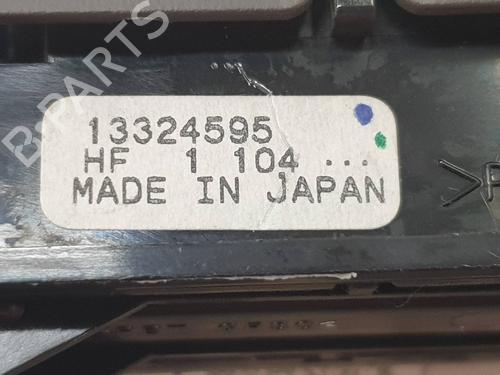 B-PARTS
13324595
HF 1 104 ...
MADE IN JAPAN